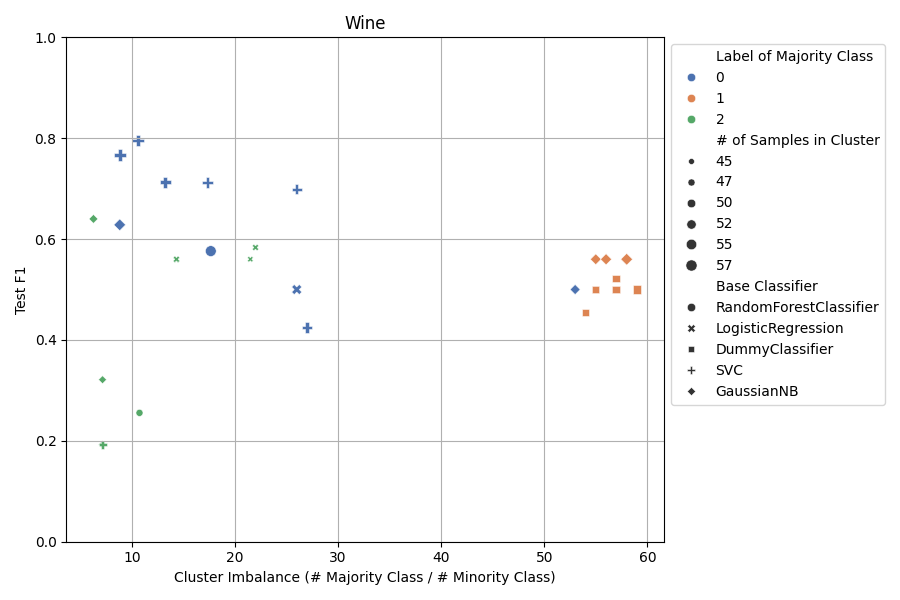 Wine
1.0
0.8
0.6
0.4
0.2
0.0
Test F1
10
20
30
40
50
60
Cluster Imbalance (# Majority Class / # Minority Class)
Label of Majority Class
0
1
2
# of Samples in Cluster
45
47
50
52
55
57
Base Classifier
RandomForestClassifier
LogisticRegression
DummyClassifier
SVC
GaussianNB